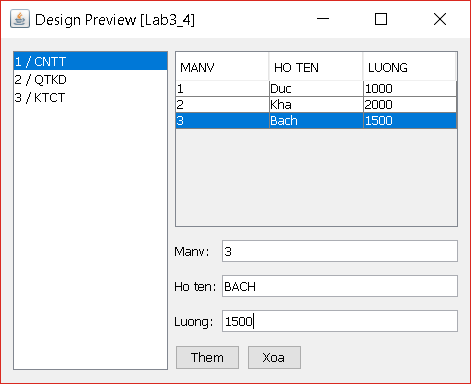 Design Preview [Lab3_4]
1 / CNTT
2 / QTKD
3 / KTCT
MANV HO TEN LUONG
1 Duc 1000
2 Kha 2000
3 Bach 1500
Manv: 3
Ho ten: BACH
Luong: 1500
Them Xoa